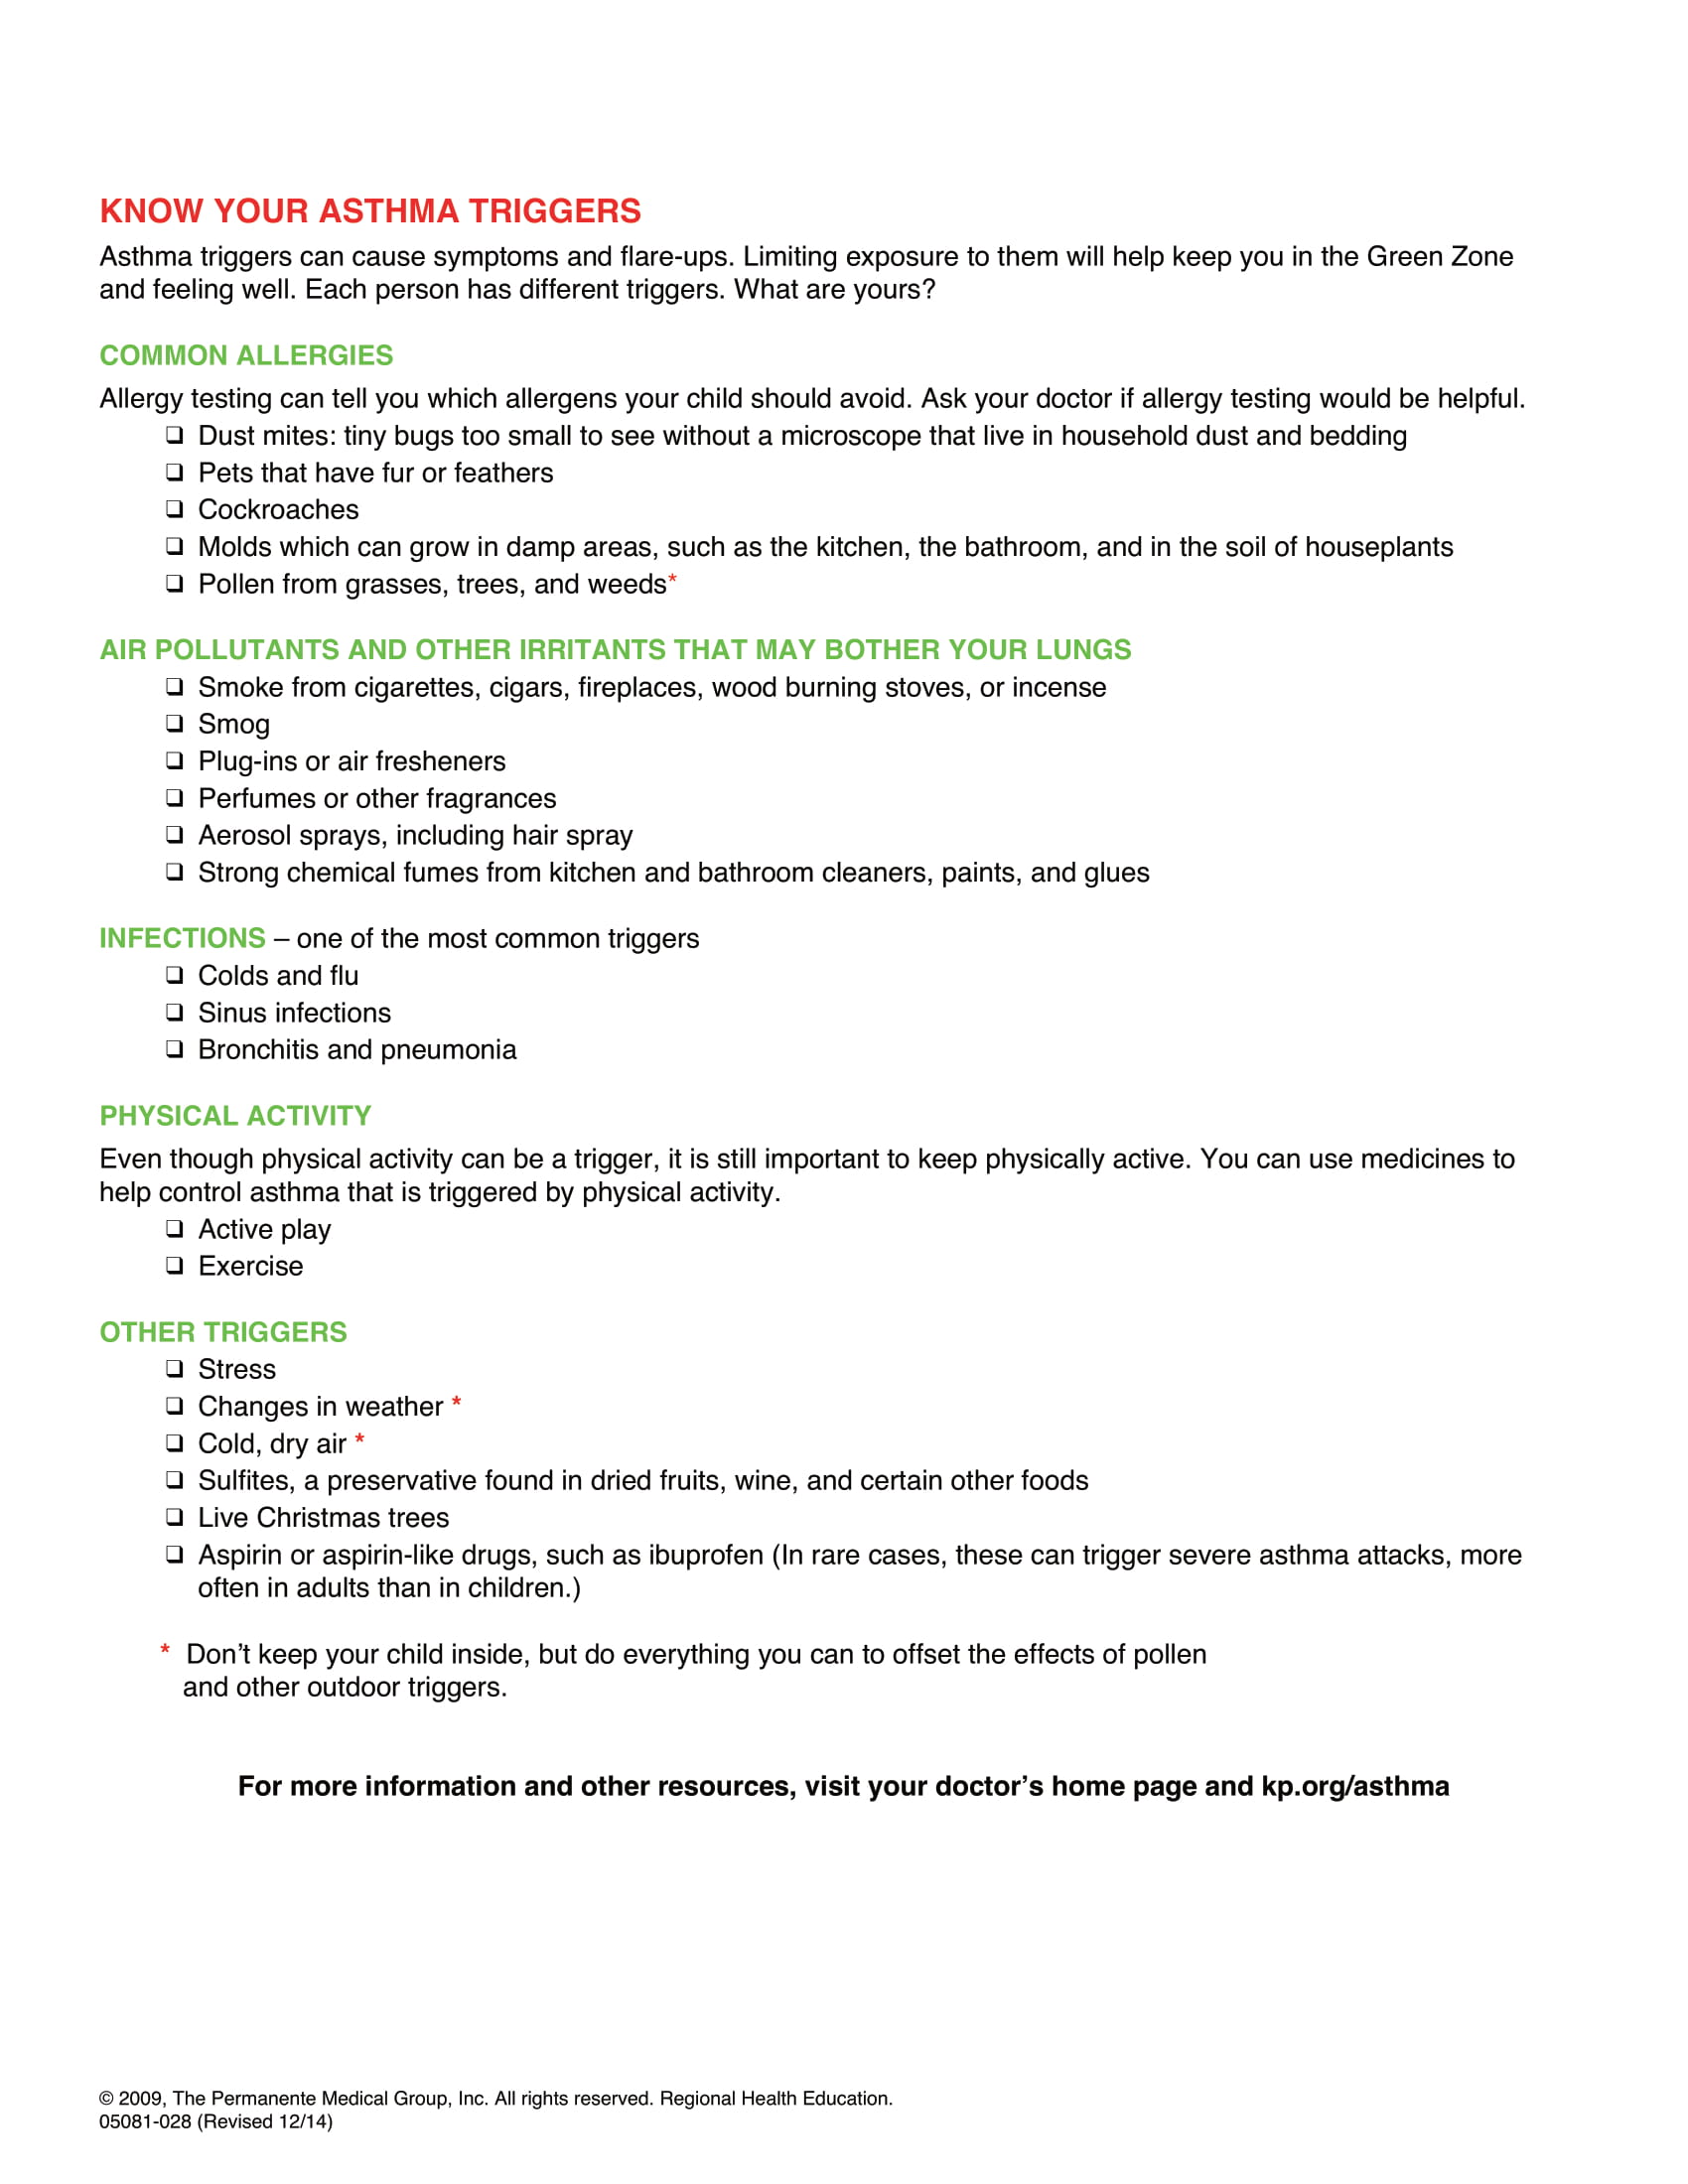 KNOW YOUR ASTHMA TRIGGERS
Asthma triggers can cause symptoms and flare-ups. Limiting exposure to them will help keep you in the Green Zone
and feeling well. Each person has different triggers. What are yours?
COMMON ALLERGIES
Allergy testing can tell you which allergens your child should avoid. Ask your doctor if allergy testing would be helpful.
❏ Dust mites: tiny bugs too small to see without a microscope that live in household dust and bedding
❏ Pets that have fur or feathers
❏ Cockroaches
❏ Molds which can grow in damp areas, such as the kitchen, the bathroom, and in the soil of houseplants
❏ Pollen from grasses, trees, and weeds*
AIR POLLUTANTS AND OTHER IRRITANTS THAT MAY BOTHER YOUR LUNGS
❏ Smoke from cigarettes, cigars, fireplaces, wood burning stoves, or incense
❏ Smog
❏ Plug-ins or air fresheners
❏ Perfumes or other fragrances
❏ Aerosol sprays, including hair spray
❏ Strong chemical fumes from kitchen and bathroom cleaners, paints, and glues
INFECTIONS – one of the most common triggers
❏ Colds and flu
❏ Sinus infections
❏ Bronchitis and pneumonia
PHYSICAL ACTIVITY
Even though physical activity can be a trigger, it is still important to keep physically active. You can use medicines to
help control asthma that is triggered by physical activity.
❏ Active play
❏ Exercise
OTHER TRIGGERS
❏ Stress
❏ Changes in weather *
❏ Cold, dry air *
❏ Sulfites, a preservative found in dried fruits, wine, and certain other foods
❏ Live Christmas trees
❏ Aspirin or aspirin-like drugs, such as ibuprofen (In rare cases, these can trigger severe asthma attacks, more
often in adults than in children.)
* Don’t keep your child inside, but do everything you can to offset the effects of pollen
and other outdoor triggers.
For more information and other resources, visit your doctor’s home page and kp.org/asthma
© 2009, The Permanente Medical Group, Inc. All rights reserved. Regional Health Education.
05081-028 (Revised 12/14)